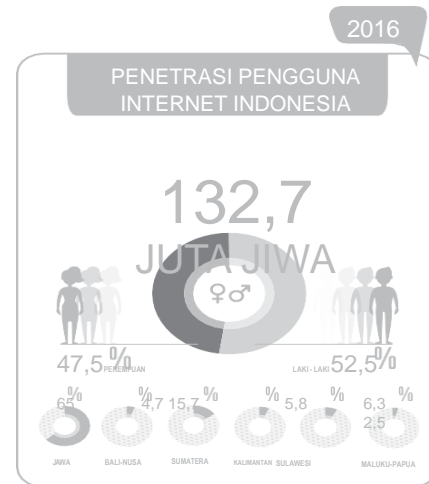 2016
PENETRASI PENGGUNA
INTERNET INDONESIA
132,7
JUTA JIWA
47,5% PEREMPUAN
LAKI - LAKI 52,5%
65% 4,7% 15,7% 5,8% 6,3%
2,5%
JAWA BALI-NUSA SUMATERA KALIMANTAN SULAWESI MALUKU-PAPUA